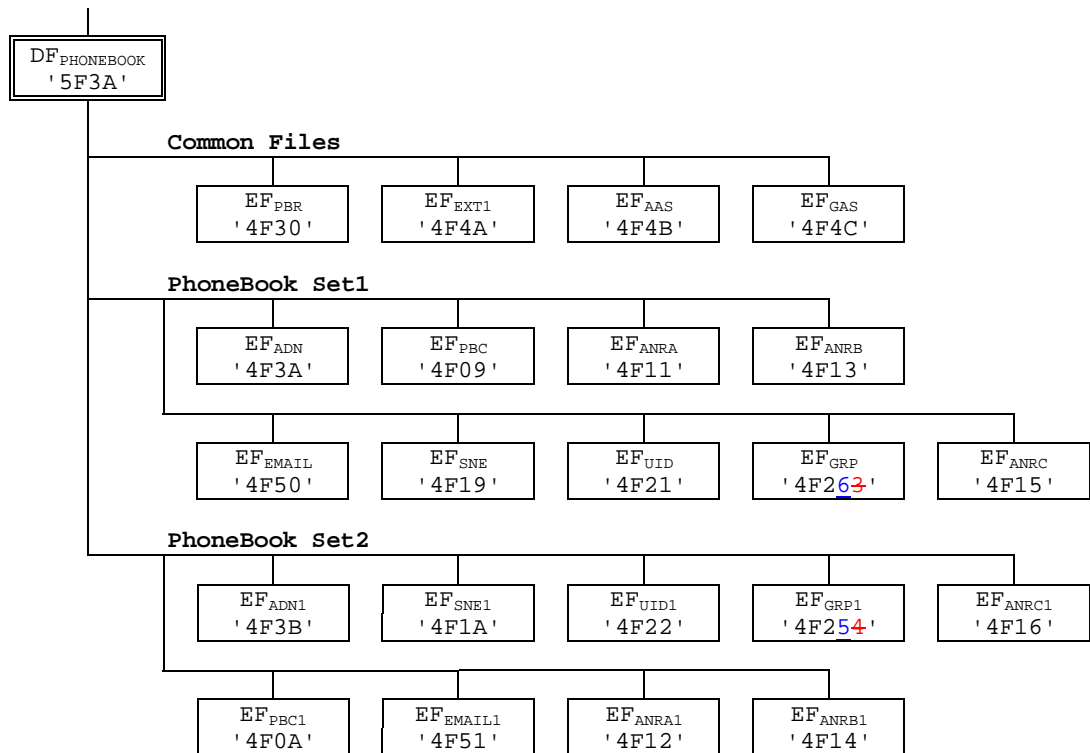 DFPHONEBOOK
'5F3A'
Common Files
EFPBR EFEXT1 EFAAS EFGAS
'4F30' '4F4A' '4F4B' '4F4C'
PhoneBook Set1
EFADN EFPBC EFANRA EFANRB
'4F3A' '4F09' '4F11' '4F13'
EFEMAIL EFSNE EFUID EFGRP EFANRC
'4F50' '4F19' '4F21' '4F263' '4F15'
PhoneBook Set2
EFADN1 EFSNE1 EFUID1 EFGRP1 EFANRC1
'4F3B' '4F1A' '4F22' '4F254' '4F16'
EFPBC1 EFEMAIL1 EFANRA1 EFANRB1
'4F0A' '4F51' '4F12' '4F14'